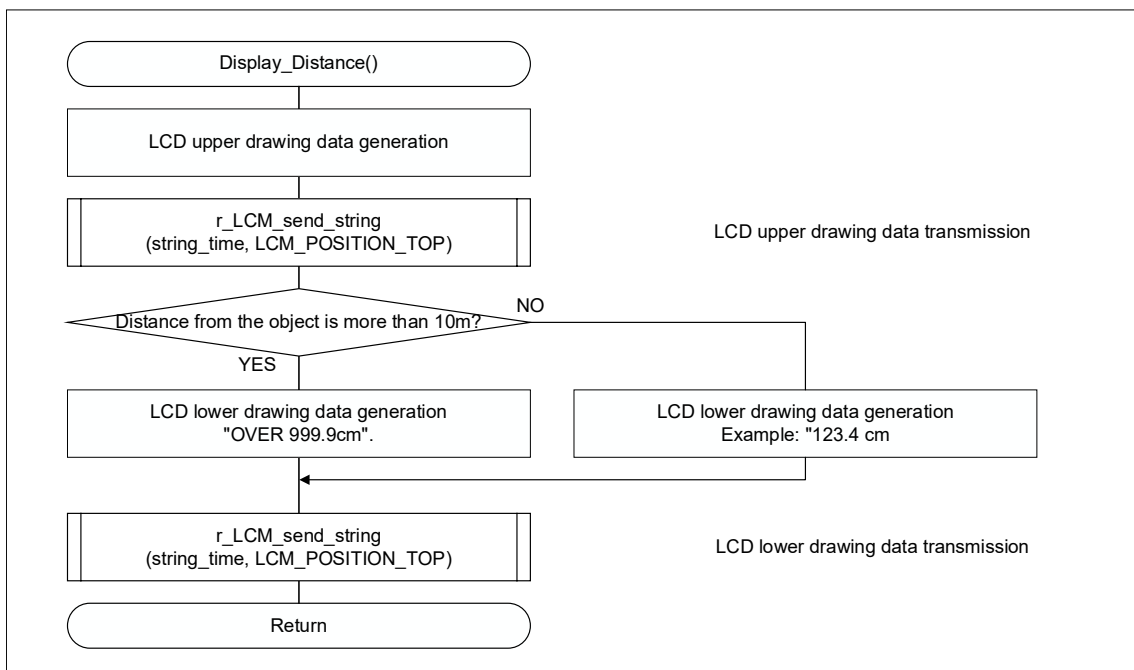 Display_Distance()
LCD upper drawing data generation
r_LCM_send_string
(string_time, LCM_POSITION_TOP)
LCD upper drawing data transmission
Distance from the object is more than 10m?
NO
YES
LCD lower drawing data generation
"OVER 999.9cm".
LCD lower drawing data generation
Example: "123.4 cm
r_LCM_send_string
(string_time, LCM_POSITION_TOP)
LCD lower drawing data transmission
Return